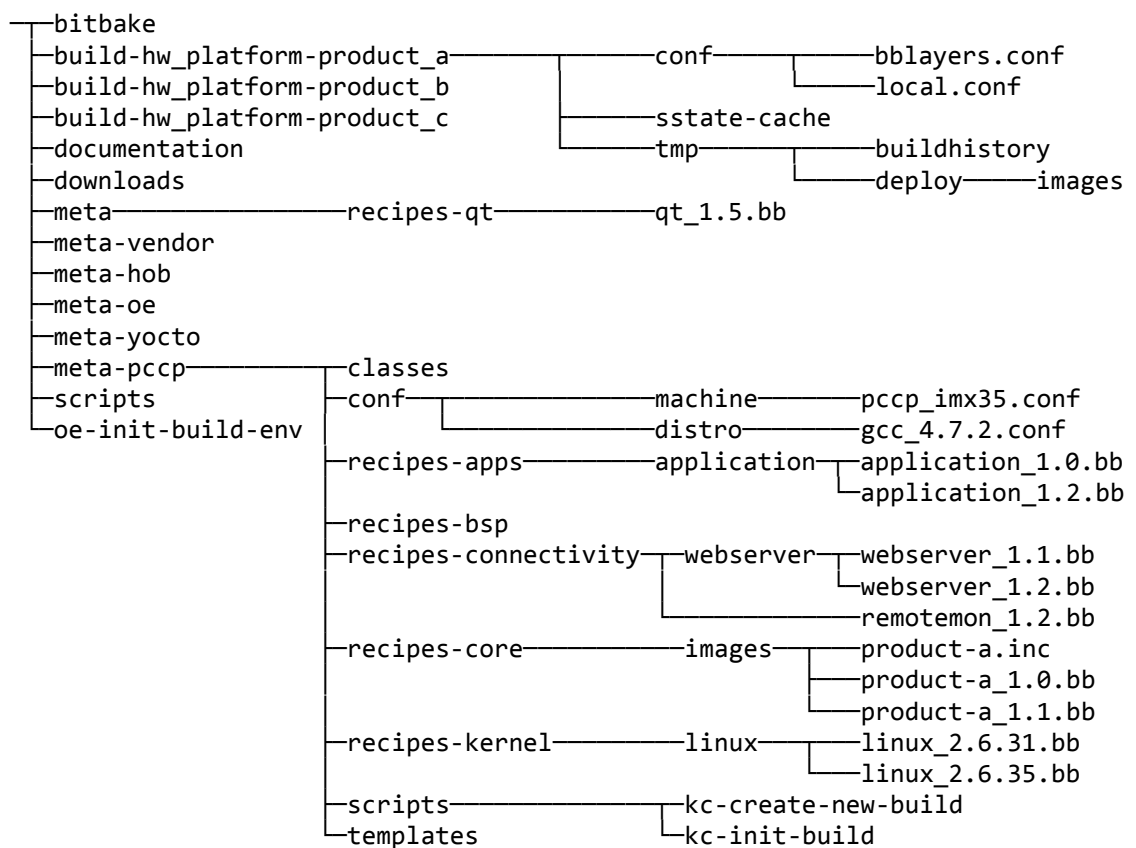 bitbake
build-hw_platform-product_a conf bblayers.conf
build-hw_platform-product_b local.conf
build-hw_platform-product_c sstate-cache
documentation tmp buildhistory
downloads deploy images
meta recipes-qt qt_1.5.bb
meta-vendor
meta-hob
meta-oe
meta-yocto
meta-pccp classes
scripts conf machine pccp_imx35.conf
oe-init-build-env distro gcc_4.7.2.conf
recipes-apps application application_1.0.bb
application_1.2.bb
recipes-bsp
recipes-connectivity webserver webserver_1.1.bb
webserver_1.2.bb
remotemon_1.2.bb
recipes-core images product-a.inc
product-a_1.0.bb
product-a_1.1.bb
recipes-kernel linux linux_2.6.31.bb
linux_2.6.35.bb
scripts kc-create-new-build
templates kc-init-build